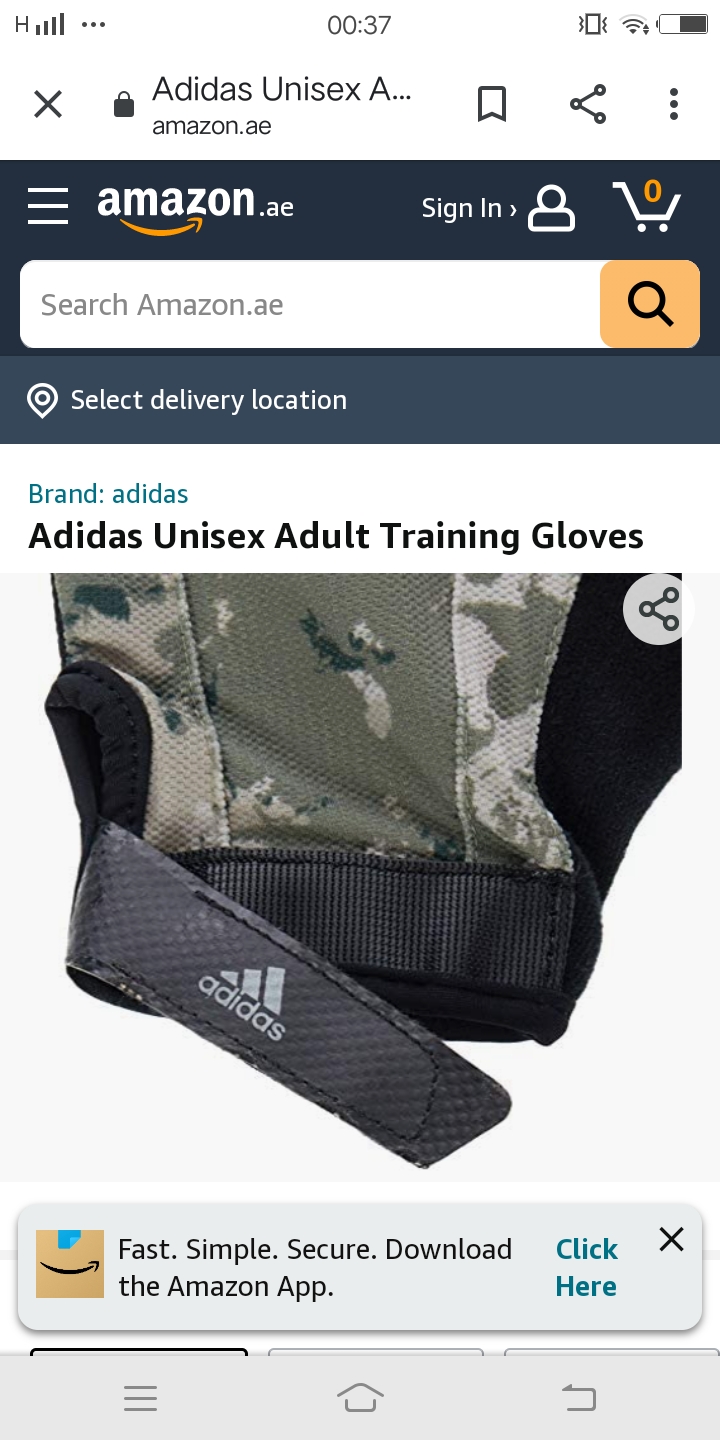 H 00:37
Adidas Unisex A...
amazon.ae
amazon.ae
Sign In ›
0
Search Amazon.ae
Select delivery location
Brand: adidas
Adidas Unisex Adult Training Gloves
adidas
Fast. Simple. Secure. Download
the Amazon App.
Click
Here